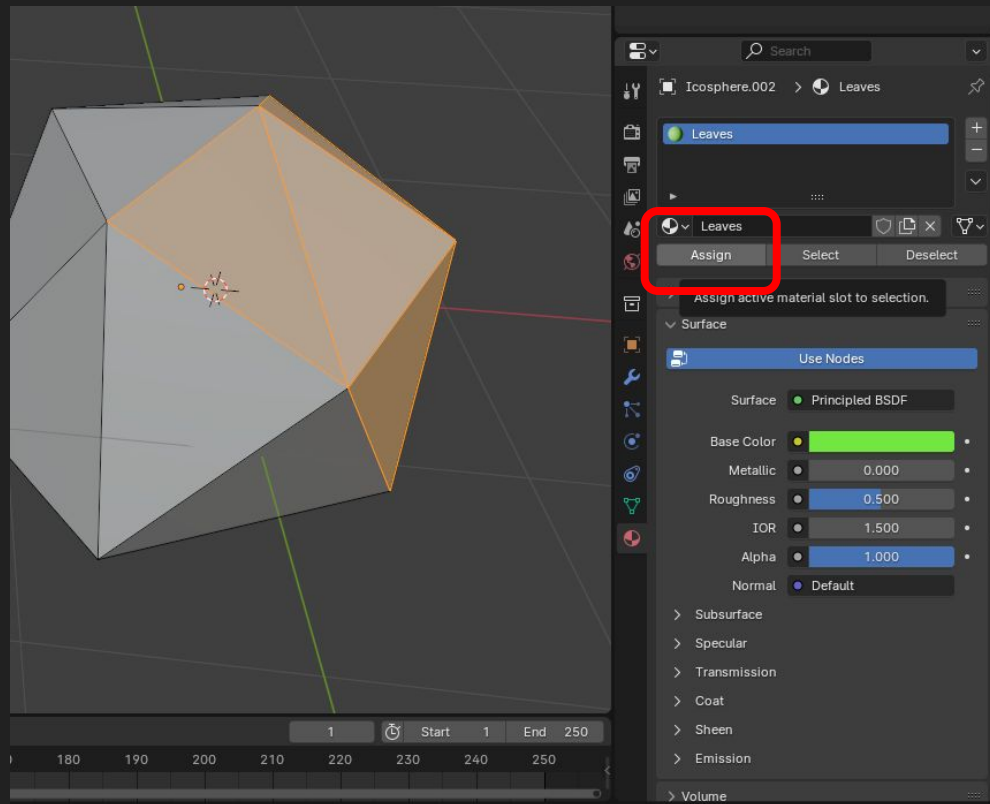 Search
Icosphere.002 > Leaves
Leaves
Leaves
Assign Select Deselect
Assign active material slot to selection.
Surface
Use Nodes
Surface Principled BSDF
Base Color
Metallic 0.000
Roughness 0.500
IOR 1.500
Alpha 1.000
Normal Default
Subsurface
Specular
Transmission
Coat
Sheen
Emission
Volume
1 Start 1 End 250
180 190 200 210 220 230 240 250